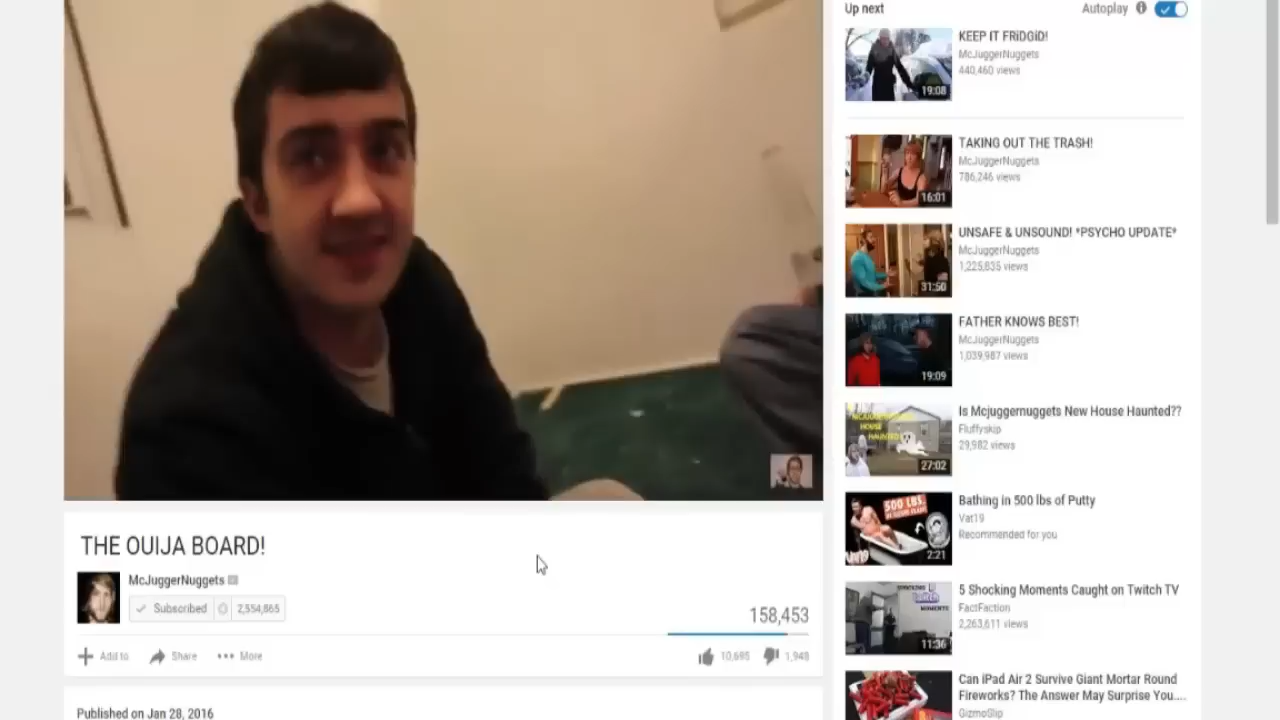 Up next
Autoplay
KEEP IT FRiDGiD!
McJuggerNuggets
440,460 views
19:08
TAKING OUT THE TRASH!
McJuggerNuggets
786,246 views
16:01
UNSAFE & UNSOUND! *PSYCHO UPDATE*
McJuggerNuggets
1,225,835 views
31:50
FATHER KNOWS BEST!
McJuggerNuggets
1,039,987 views
19:09
Is Mcjuggernuggets New House Haunted??
Fluffyskip
29,982 views
HOUSE
HAUNTED
27:02
Bathing in 500 lbs of Putty
Vat19
Recommended for you
500 LBS.
2:21
5 Shocking Moments Caught on Twitch TV
FactFaction
2,263,611 views
twitch
MOMENTS
11:36
Can iPad Air 2 Survive Giant Mortar Round
Fireworks? The Answer May Surprise You....
GizmoSlip
THE OUIJA BOARD!
McJuggerNuggets
Subscribed
2,554,865
158,453
Add to
Share
More
10,695
1,948
Published on Jan 28, 2016